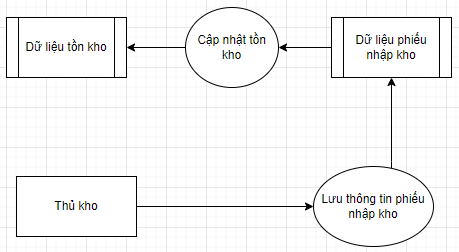 Dữ liệu tồn kho
Cập nhật tồn
kho
Dữ liệu phiếu
nhập kho
Thủ kho
Lưu thông tin phiếu
nhập kho